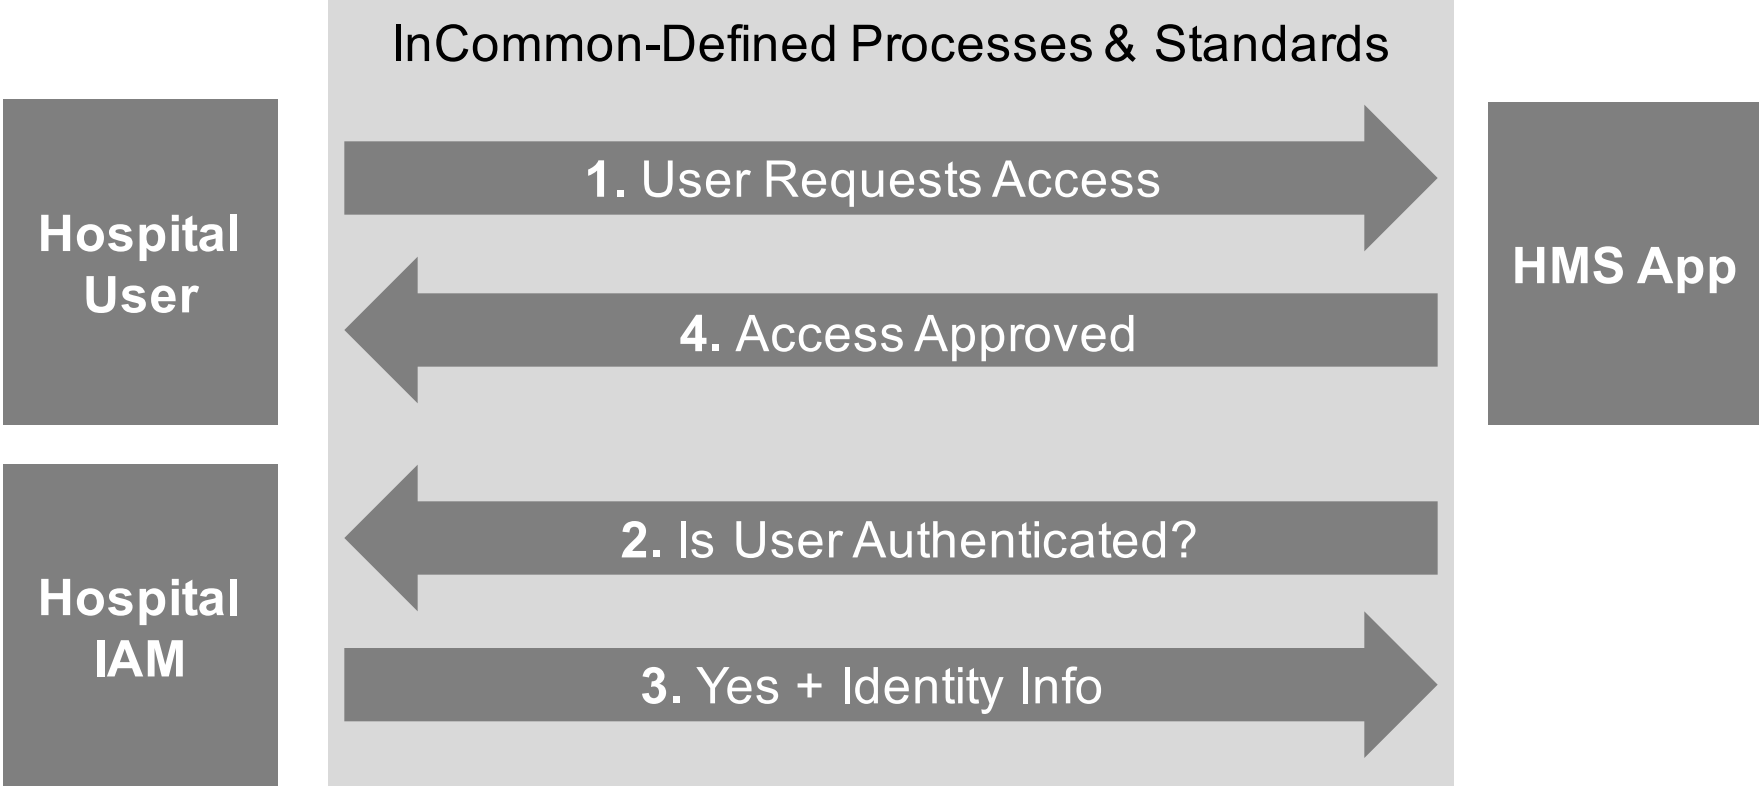 InCommon-Defined Processes & Standards
Hospital
User
1. User Requests Access
4. Access Approved
HMS App
Hospital
IAM
2. Is User Authenticated?
3. Yes + Identity Info